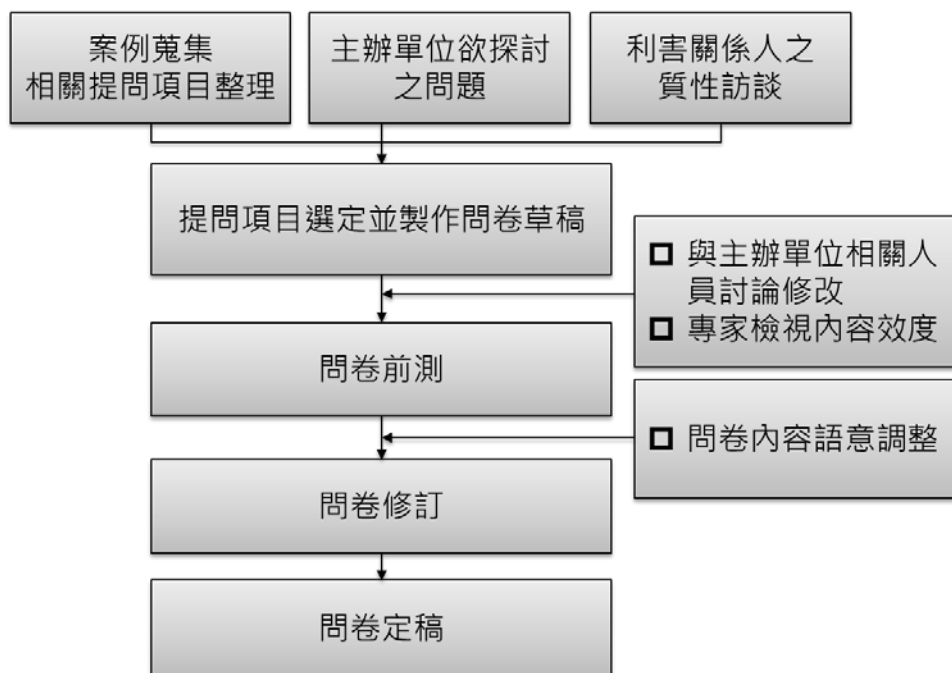 案例蒐集
相關提問項目整理
主辦單位欲探討
之問題
利害關係人之
質性訪談
提問項目選定並製作問卷草稿
與主辦單位相關人
員討論修改
專家檢視內容效度
問卷前測
問卷內容語意調整
問卷修訂
問卷定稿